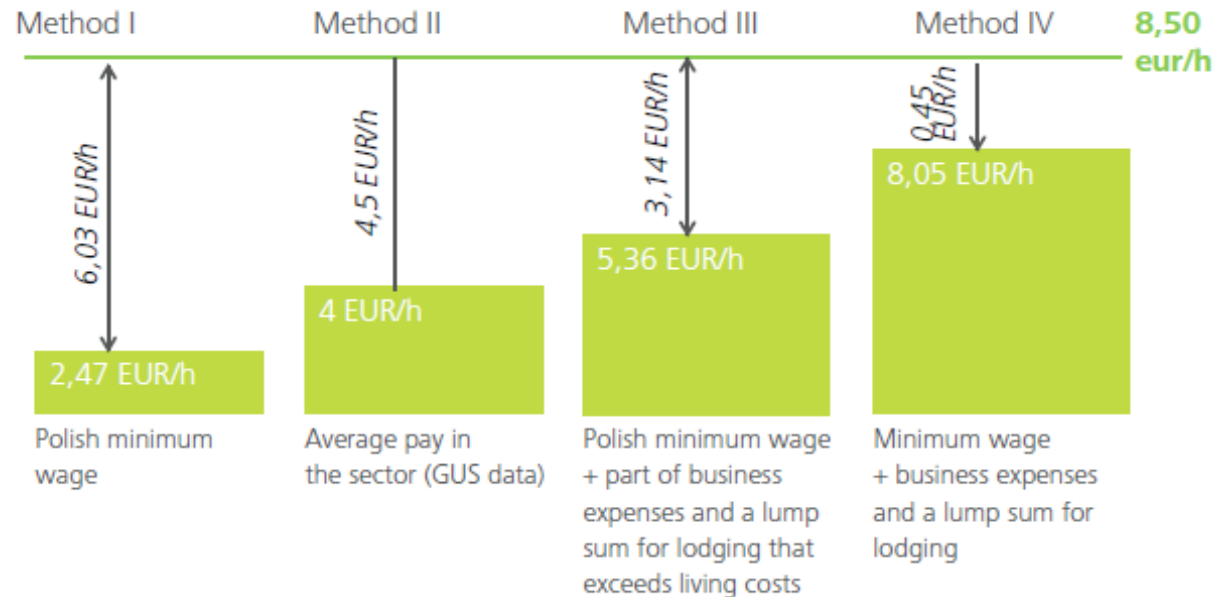 Method I
Method II
Method III
Method IV
8,50
eur/h
6,03 EUR/h
4,5 EUR/h
3,14 EUR/h
0,45
EUR/h
2,47 EUR/h
4 EUR/h
5,36 EUR/h
8,05 EUR/h
Polish minimum
wage
Average pay in
the sector (GUS data)
Polish minimum wage
+ part of business
expenses and a lump
sum for lodging that
exceeds living costs
Minimum wage
+ business expenses
and a lump sum for
lodging